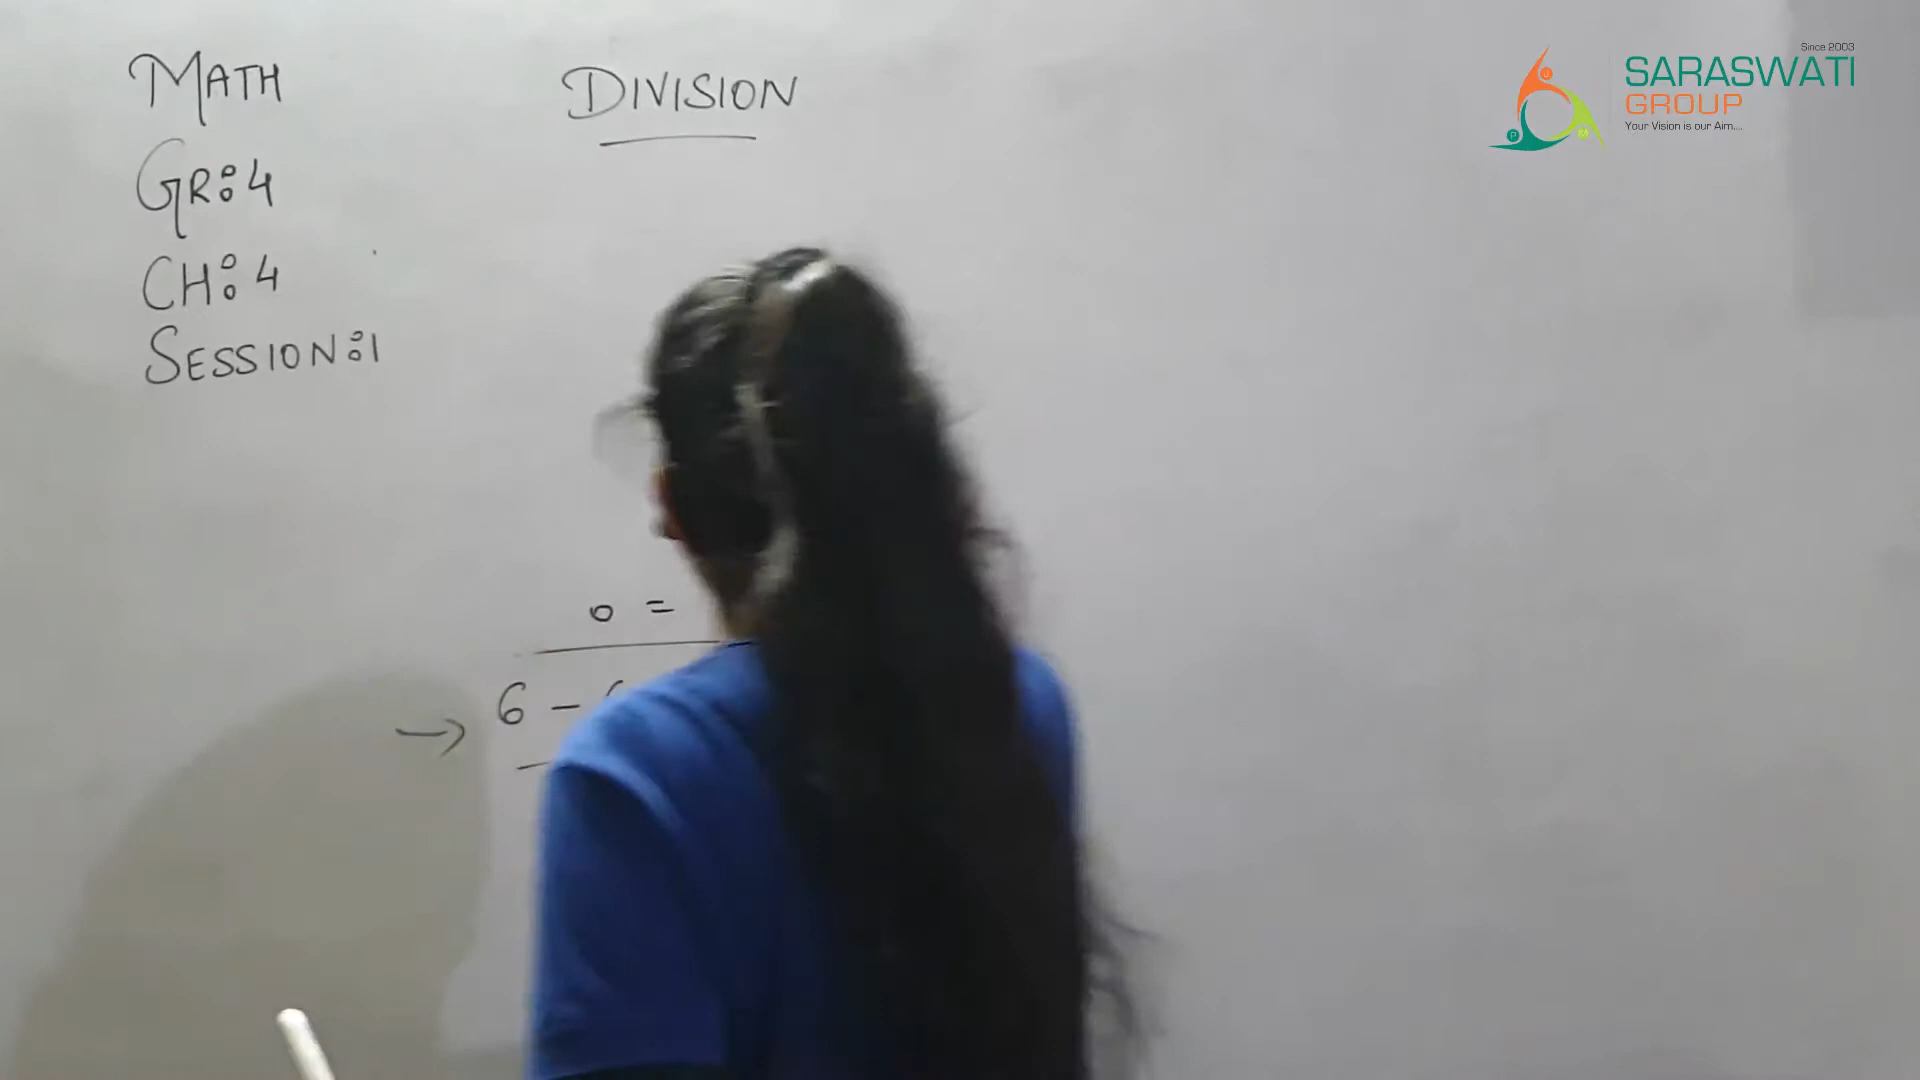 MATH
DIVISION
GR:4
CH:4
SESSION:1
0 =
6 -
→
Since 2003
SARASWATI
GROUP
Your Vision is our Aim....